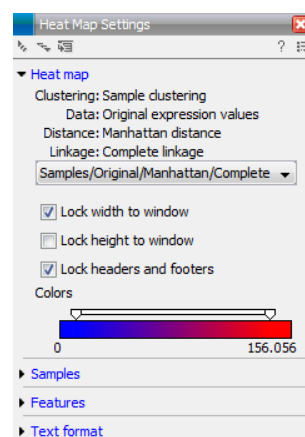 Heat Map Settings
?
Heat map
Clustering: Sample clustering
Data: Original expression values
Distance: Manhattan distance
Linkage: Complete linkage
Samples/Original/Manhattan/Complete
Lock width to window
Lock height to window
Lock headers and footers
Colors
0 156.056
Samples
Features
Text format